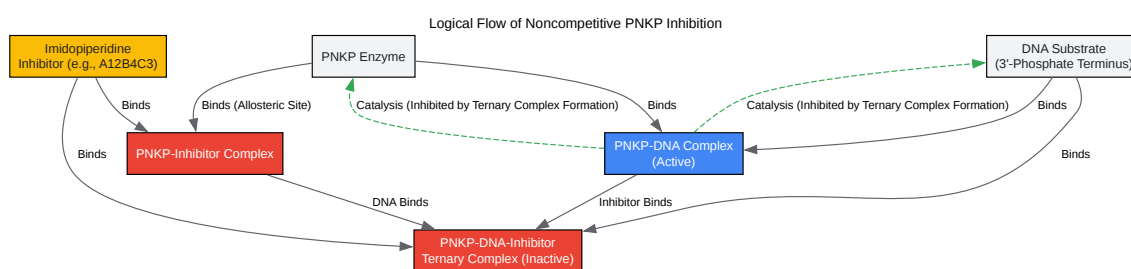 Logical Flow of Noncompetitive PNKP Inhibition
Imidopiperidine
Inhibitor (e.g., A12B4C3)
PNKP Enzyme
DNA Substrate
(3'-Phosphate Terminus)
Binds
Binds (Allosteric Site)
Catalysis (Inhibited by Ternary Complex Formation)
Binds
Catalysis (Inhibited by Ternary Complex Formation)
Binds
PNKP-Inhibitor Complex
PNKP-DNA Complex
(Active)
Binds
Binds
DNA Binds
Inhibitor Binds
PNKP-DNA-Inhibitor
Ternary Complex (Inactive)